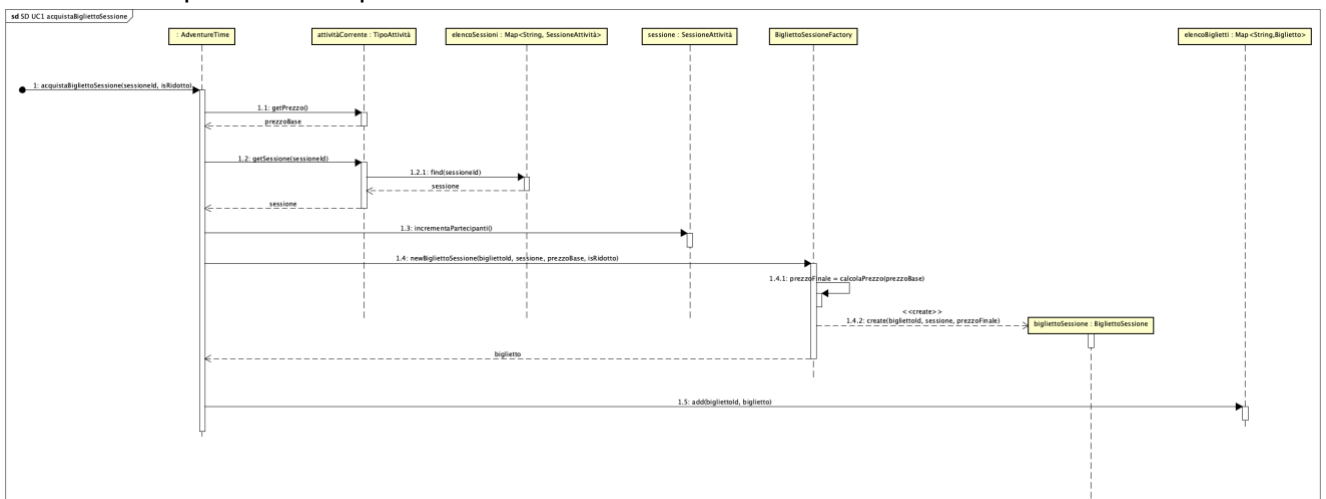 sd SD UC1 acquistaBigliettoSessione
: AdventureTime
attivitàCorrente : TipoAttività
elencoSessioni : Map<String, SessioneAttività>
sessione : SessioneAttività
BigliettoSessioneFactory
elencoBiglietti : Map<String,Biglietto>
1: acquistaBigliettoSessione(sessioneId, isRidotto)
1.1: getPrezzo()
prezzoBase
1.2: getSessione(sessioneId)
1.2.1: find(sessioneId)
sessione
sessione
1.3: incrementaPartecipanti()
1.4: newBigliettoSessione(bigliettoId, sessione, prezzoBase, isRidotto)
1.4.1: prezzoFinale = calcolaPrezzo(prezzoBase)
<<create>>
1.4.2: create(bigliettoId, sessione, prezzoFinale)
bigliettoSessione : BigliettoSessione
biglietto
1.5: add(bigliettoId, biglietto)